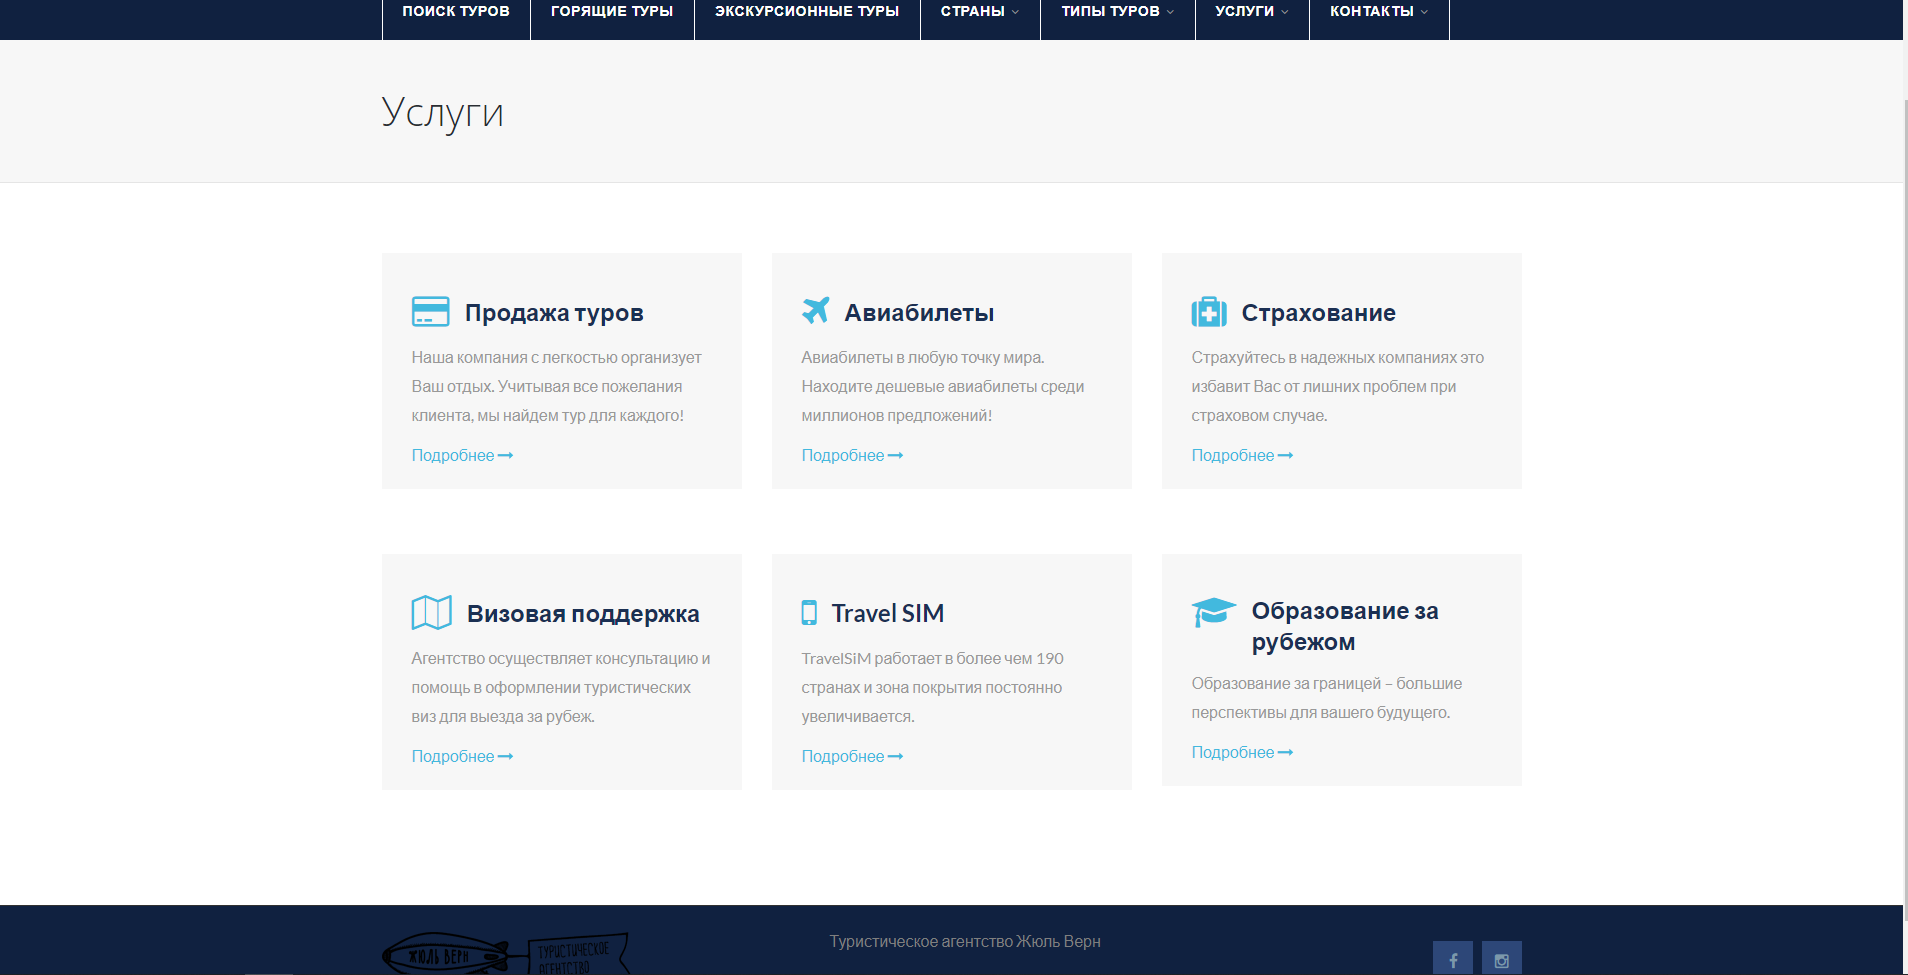 ПОИСК ТУРОВ ГОРЯЩИЕ ТУРЫ ЭКСКУРСИОННЫЕ ТУРЫ СТРАНЫ ТИПЫ ТУРОВ УСЛУГИ КОНТАКТЫ
Услуги
Продажа туров
Наша компания с легкостью организует
Ваш отдых. Учитывая все пожелания
клиента, мы найдем тур для каждого!
Подробнее
Авиабилеты
Авиабилеты в любую точку мира.
Находите дешевые авиабилеты среди
миллионов предложений!
Подробнее
Страхование
Страхуйтесь в надежных компаниях это
избавит Вас от лишних проблем при
страховом случае.
Подробнее
Визовая поддержка
Агентство осуществляет консультацию и
помощь в оформлении туристических
виз для выезда за рубеж.
Подробнее
Travel SIM
TravelSiM работает в более чем 190
странах и зона покрытия постоянно
увеличивается.
Подробнее
Образование за
рубежом
Образование за границей – большие
перспективы для вашего будущего.
Подробнее
ЖЮЛЬ ВЕРН
ТУРИСТИЧЕСКОЕ
АГЕНТСТВО
Туристическое агентство Жюль Верн